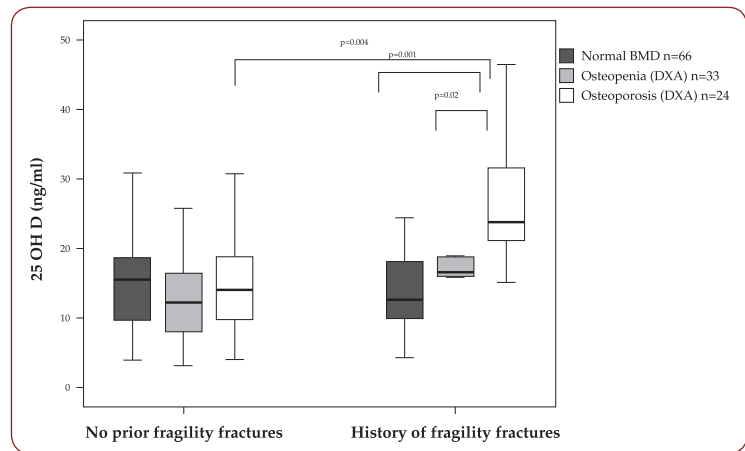 50
40
30
20
10
0
25 OH D (ng/ml)
p=0.004
p=0.001
p=0.02
Normal BMD n=66
Osteopenia (DXA) n=33
Osteoporosis (DXA) n=24
No prior fragility fractures
History of fragility fractures